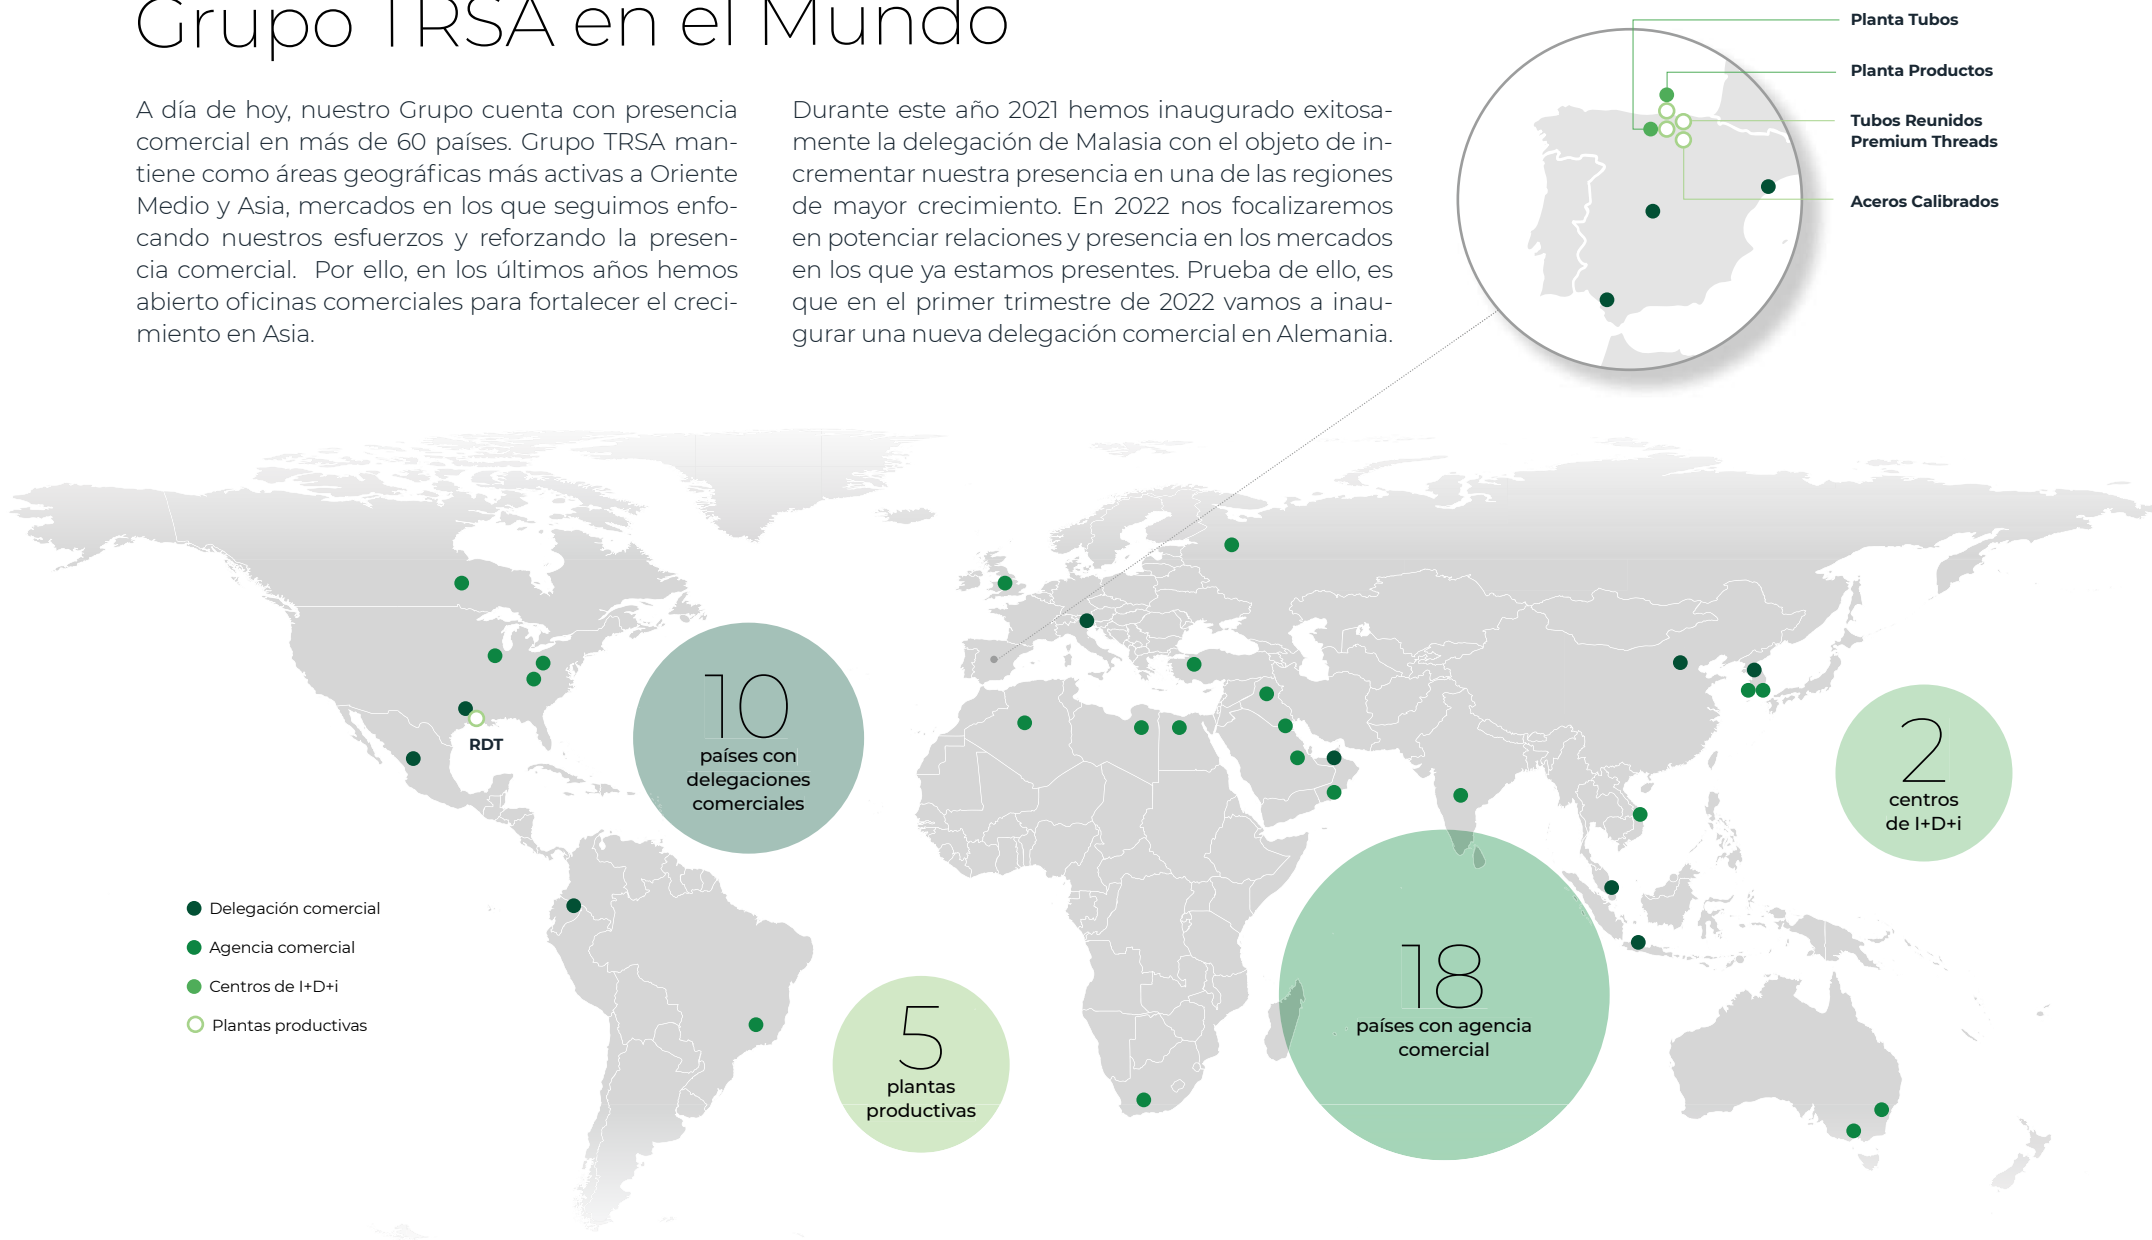 Grupo TRSA en el Mundo
A día de hoy, nuestro Grupo cuenta con presencia
comercial en más de 60 países. Grupo TRSA man-
tiene como áreas geográficas más activas a Oriente
Medio y Asia, mercados en los que seguimos enfo-
cando nuestros esfuerzos y reforzando la presen-
cia comercial. Por ello, en los últimos años hemos
abierto oficinas comerciales para fortalecer el creci-
miento en Asia.
Durante este año 2021 hemos inaugurado exitosa-
mente la delegación de Malasia con el objeto de in-
crementar nuestra presencia en una de las regiones
de mayor crecimiento. En 2022 nos focalizaremos
en potenciar relaciones y presencia en los mercados
en los que ya estamos presentes. Prueba de ello, es
que en el primer trimestre de 2022 vamos a inau-
gurar una nueva delegación comercial en Alemania.
Planta Tubos
Planta Productos
Tubos Reunidos
Premium Threads
Aceros Calibrados
RDT
10
países con
delegaciones
comerciales
2
centros
de I+D+i
Delegación comercial
Agencia comercial
Centros de I+D+i
Plantas productivas
5
plantas
productivas
18
países con agencia
comercial